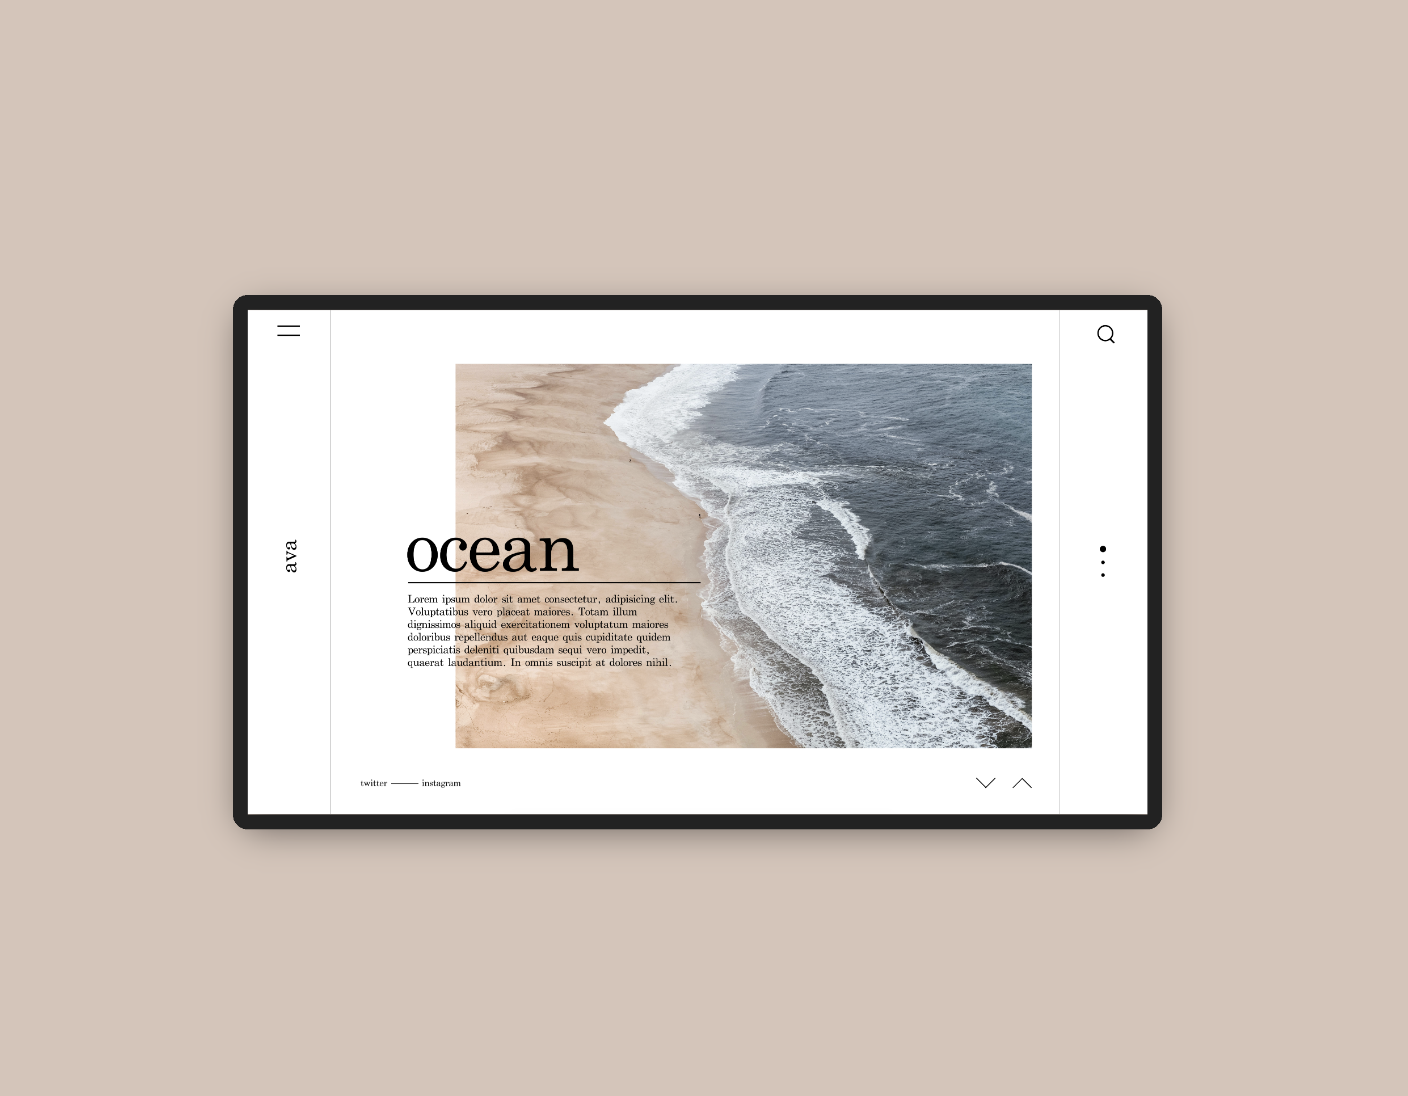 ava
ocean
Lorem ipsum dolor sit amet consectetur, adipisicing elit.
Voluptatibus vero placeat maiores. Totam illum
dignissimos aliquid exercitationem voluptatum maiores
doloribus repellendus aut eaque quis cupiditate quidem
perspiciatis deleniti quibusdam sequi vero impedit,
quaerat laudantium. In omnis suscipit at dolores nihil.
twitter instagram